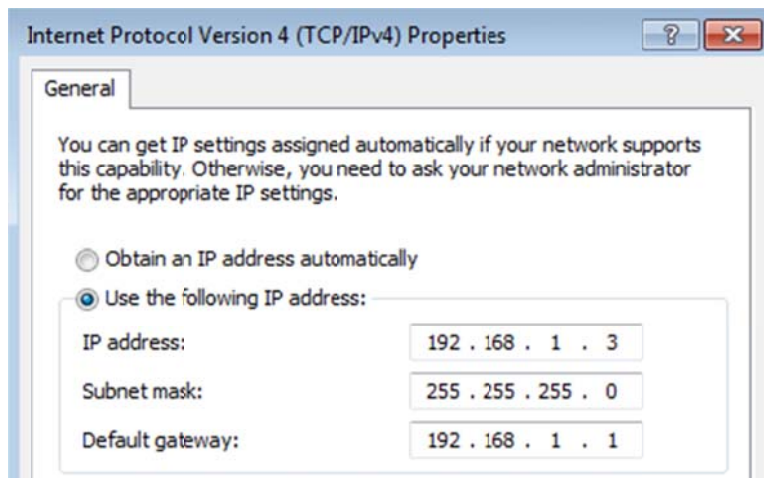 Internet Protocol Version 4 (TCP/IPv4) Properties
General
You can get IP settings assigned automatically if your network supports
this capability. Otherwise, you need to ask your network administrator
for the appropriate IP settings.
Obtain an IP address automatically
Use the following IP address:
IP address: 192 . 168 . 1 . 3
Subnet mask: 255 . 255 . 255 . 0
Default gateway: 192 . 168 . 1 . 1